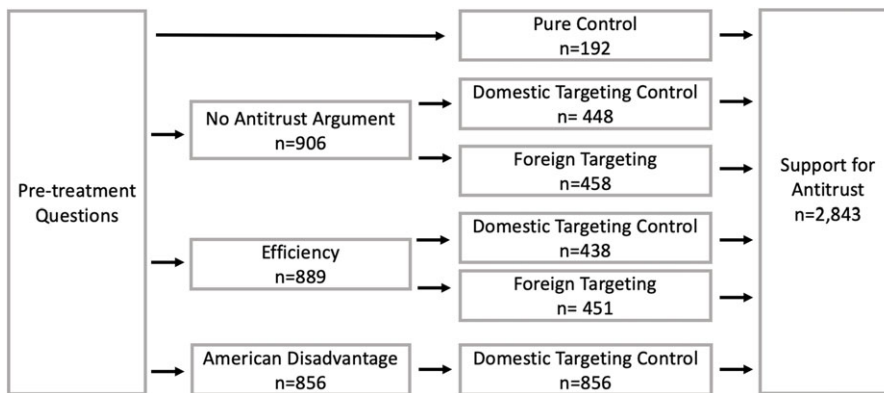 Pre-treatment
Questions
Pure Control
n=192
No Antitrust Argument
n=906
Domestic Targeting Control
n= 448
Foreign Targeting
n=458
Efficiency
n=889
Domestic Targeting Control
n=438
Foreign Targeting
n= 451
American Disadvantage
n=856
Domestic Targeting Control
n=856
Support for
Antitrust
n=2,843